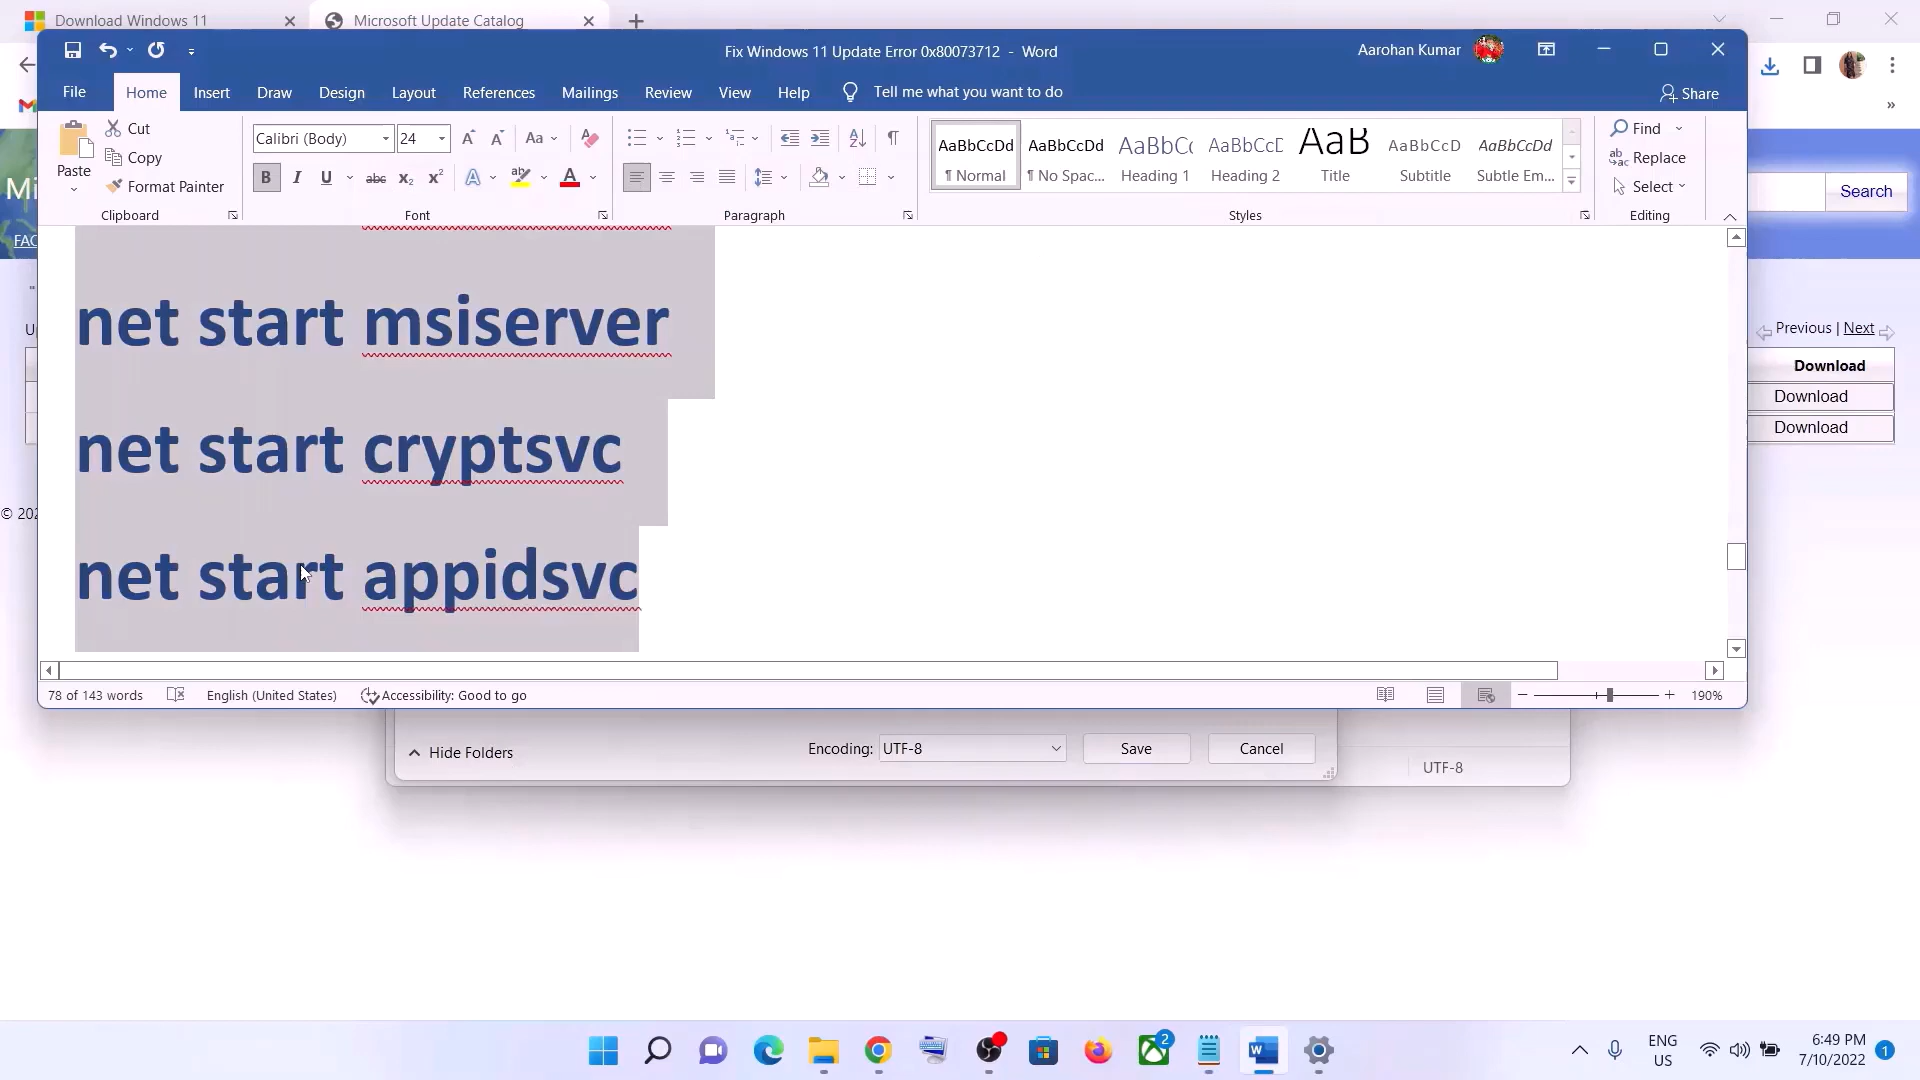 Download Windows 11
Microsoft Update Catalog
Fix Windows 11 Update Error 0x80073712 - Word
Aarohan Kumar
File Home Insert Draw Design Layout References Mailings Review View Help Tell me what you want to do
Share
Paste
Cut
Copy
Format Painter
Clipboard
Calibri (Body) 24
Font
Paragraph
AaBbCcDd AaBbCcDd AaBbCc AaBbCcD AaB AaBbCcD AaBbCcDd
¶ Normal ¶ No Spac... Heading 1 Heading 2 Title Subtitle Subtle Em...
Styles
Find
Replace
Select
Editing
Search
FAC
net start msiserver
net start cryptsvc
net start appidsvc
Previous | Next
Download
Download
Download
© 202
78 of 143 words
English (United States)
Accessibility: Good to go
190%
Hide Folders
Encoding: UTF-8
Save
Cancel
UTF-8
2
ENG
US
6:49 PM
7/10/2022
1